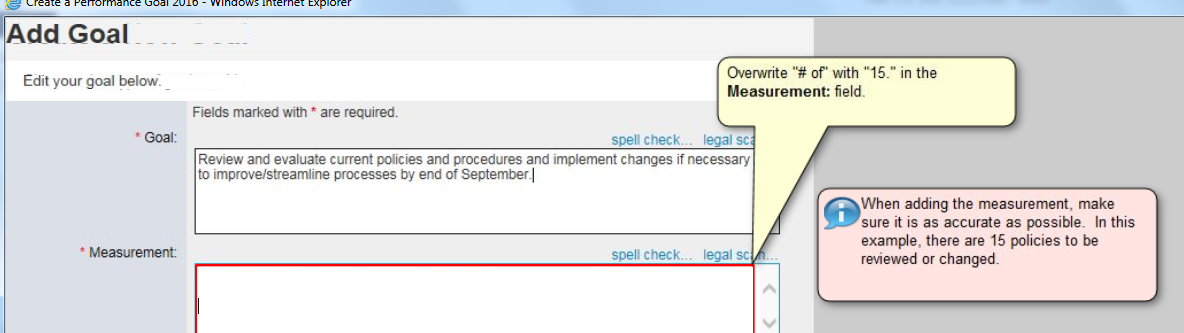 Create a Performance Goal 2016 - Windows Internet Explorer
Add Goal
Edit your goal below.
Overwrite "# of" with "15." in the
Measurement: field.
Fields marked with * are required.
* Goal:
spell check... legal sca
Review and evaluate current policies and procedures and implement changes if necessary
to improve/streamline processes by end of September.
When adding the measurement, make
sure it is as accurate as possible. In this
example, there are 15 policies to be
reviewed or changed.
* Measurement:
spell check... legal scan...